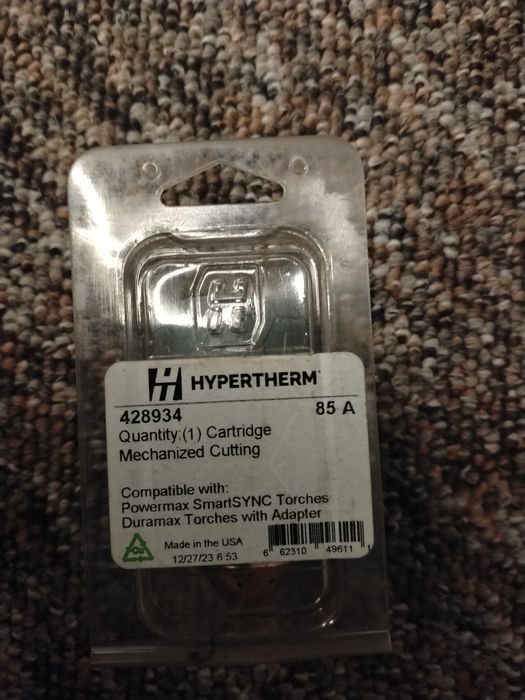 HYPERTHERM
428934 85 A
Quantity:(1) Cartridge
Mechanized Cutting
Compatible with:
Powermax SmartSYNC Torches
Duramax Torches with Adapter
Made in the USA
12/27/23 6:53
6 62310 49611 1